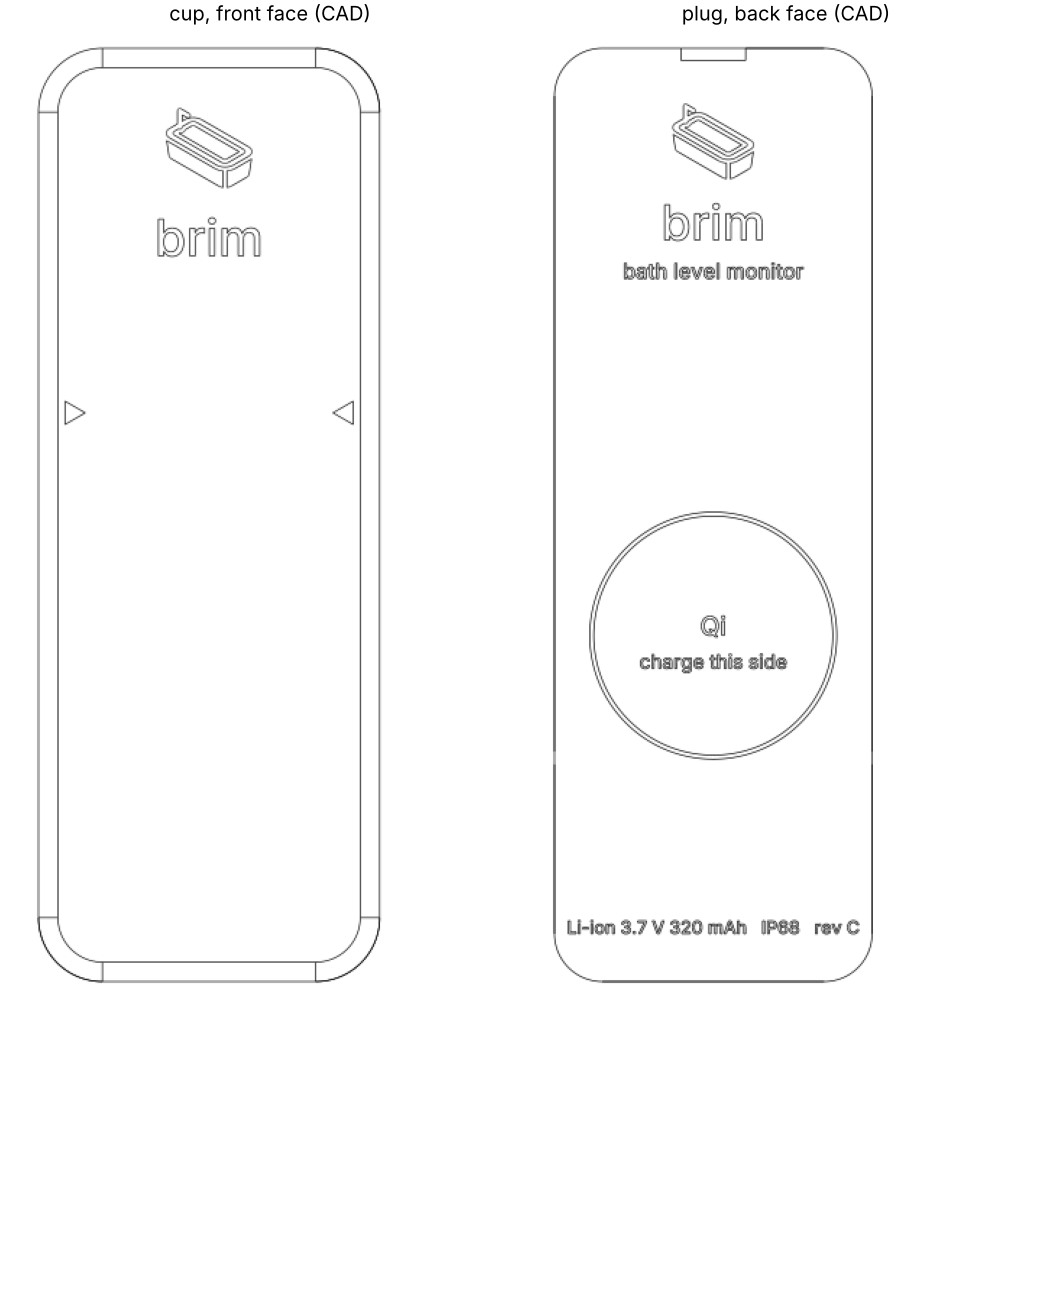 cup, front face (CAD)
brim
plug, back face (CAD)
brim
bath level monitor
Qi
charge this side
Li-ion 3.7 V 320 mAh IP68 rev C